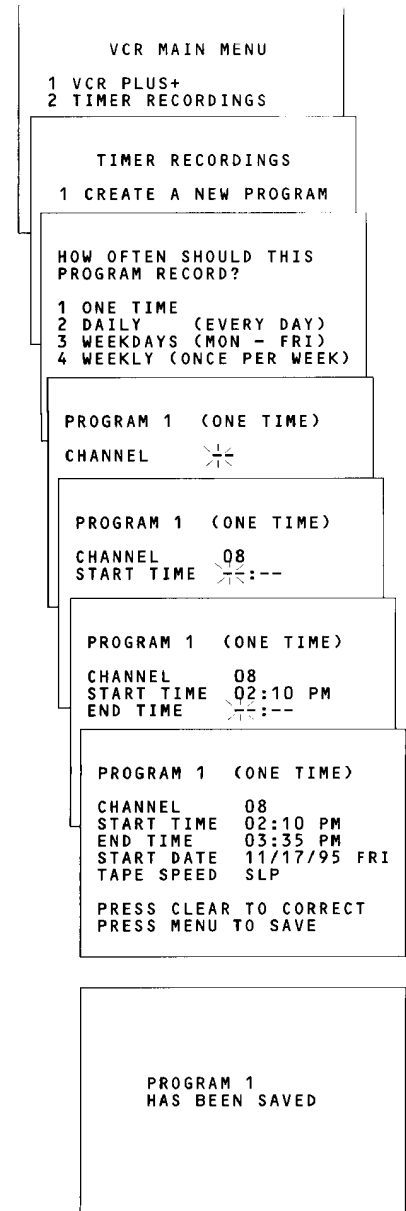 VCR MAIN MENU
1 VCR PLUS+
2 TIMER RECORDINGS
TIMER RECORDINGS
1 CREATE A NEW PROGRAM
HOW OFTEN SHOULD THIS
PROGRAM RECORD?
1 ONE TIME
2 DAILY (EVERY DAY)
3 WEEKDAYS (MON - FRI)
4 WEEKLY (ONCE PER WEEK)
PROGRAM 1 (ONE TIME)
CHANNEL --
PROGRAM 1 (ONE TIME)
CHANNEL 08
START TIME --:--
PROGRAM 1 (ONE TIME)
CHANNEL 08
START TIME 02:10 PM
END TIME --:--
PROGRAM 1 (ONE TIME)
CHANNEL 08
START TIME 02:10 PM
END TIME 03:35 PM
START DATE 11/17/95 FRI
TAPE SPEED SLP
PRESS CLEAR TO CORRECT
PRESS MENU TO SAVE
PROGRAM 1
HAS BEEN SAVED